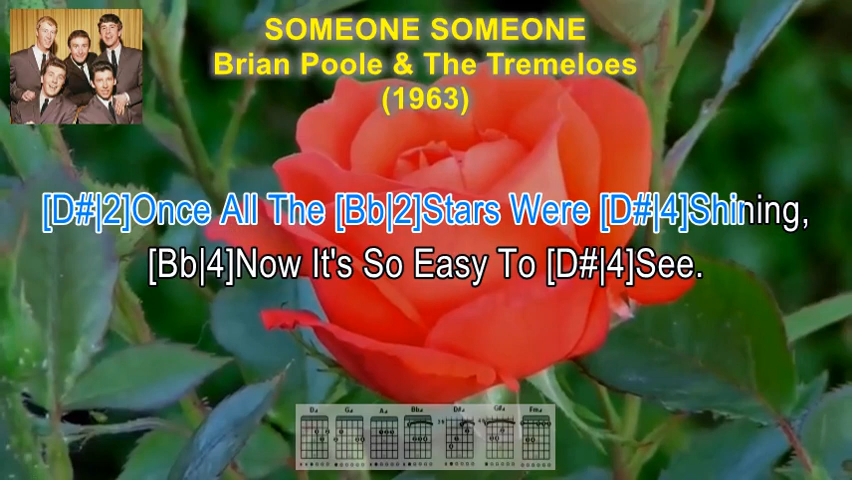 SOMEONE SOMEONE
Brian Poole & The Tremeloes
(1963)
[D#|2]Once All The [Bb|2]Stars Were [D#|4]Shining,
[Bb|4]Now It's So Easy To [D#|4]See.